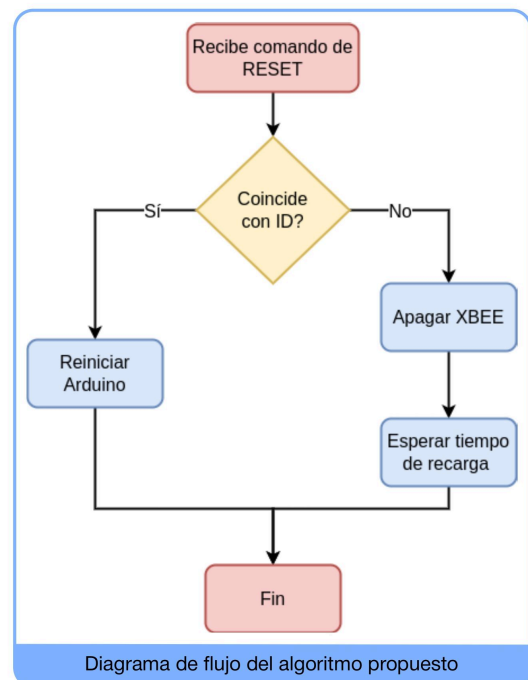 Recibe comando de
RESET
Coincide
con ID?
Sí
No
Apagar XBEE
Reiniciar
Arduino
Esperar tiempo
de recarga
Fin
Diagrama de flujo del algoritmo propuesto